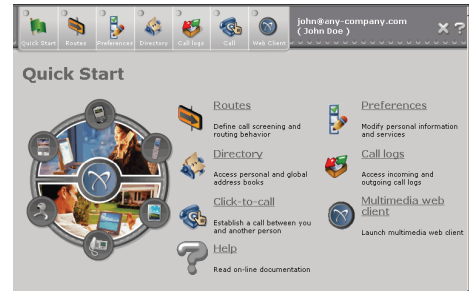 john@any-company.com
( John Doe )
Quick Start Routes Preferences Directory Call logs Call Web Client
Quick Start
Routes
Define call screening and
routing behavior
Preferences
Modify personal information
and services
Directory
Access personal and global
address books
Call logs
Access incoming and
outgoing call logs
Click-to-call
Establish a call between you
and another person
Multimedia web
client
Launch multimedia web client
Help
Read on-line documentation